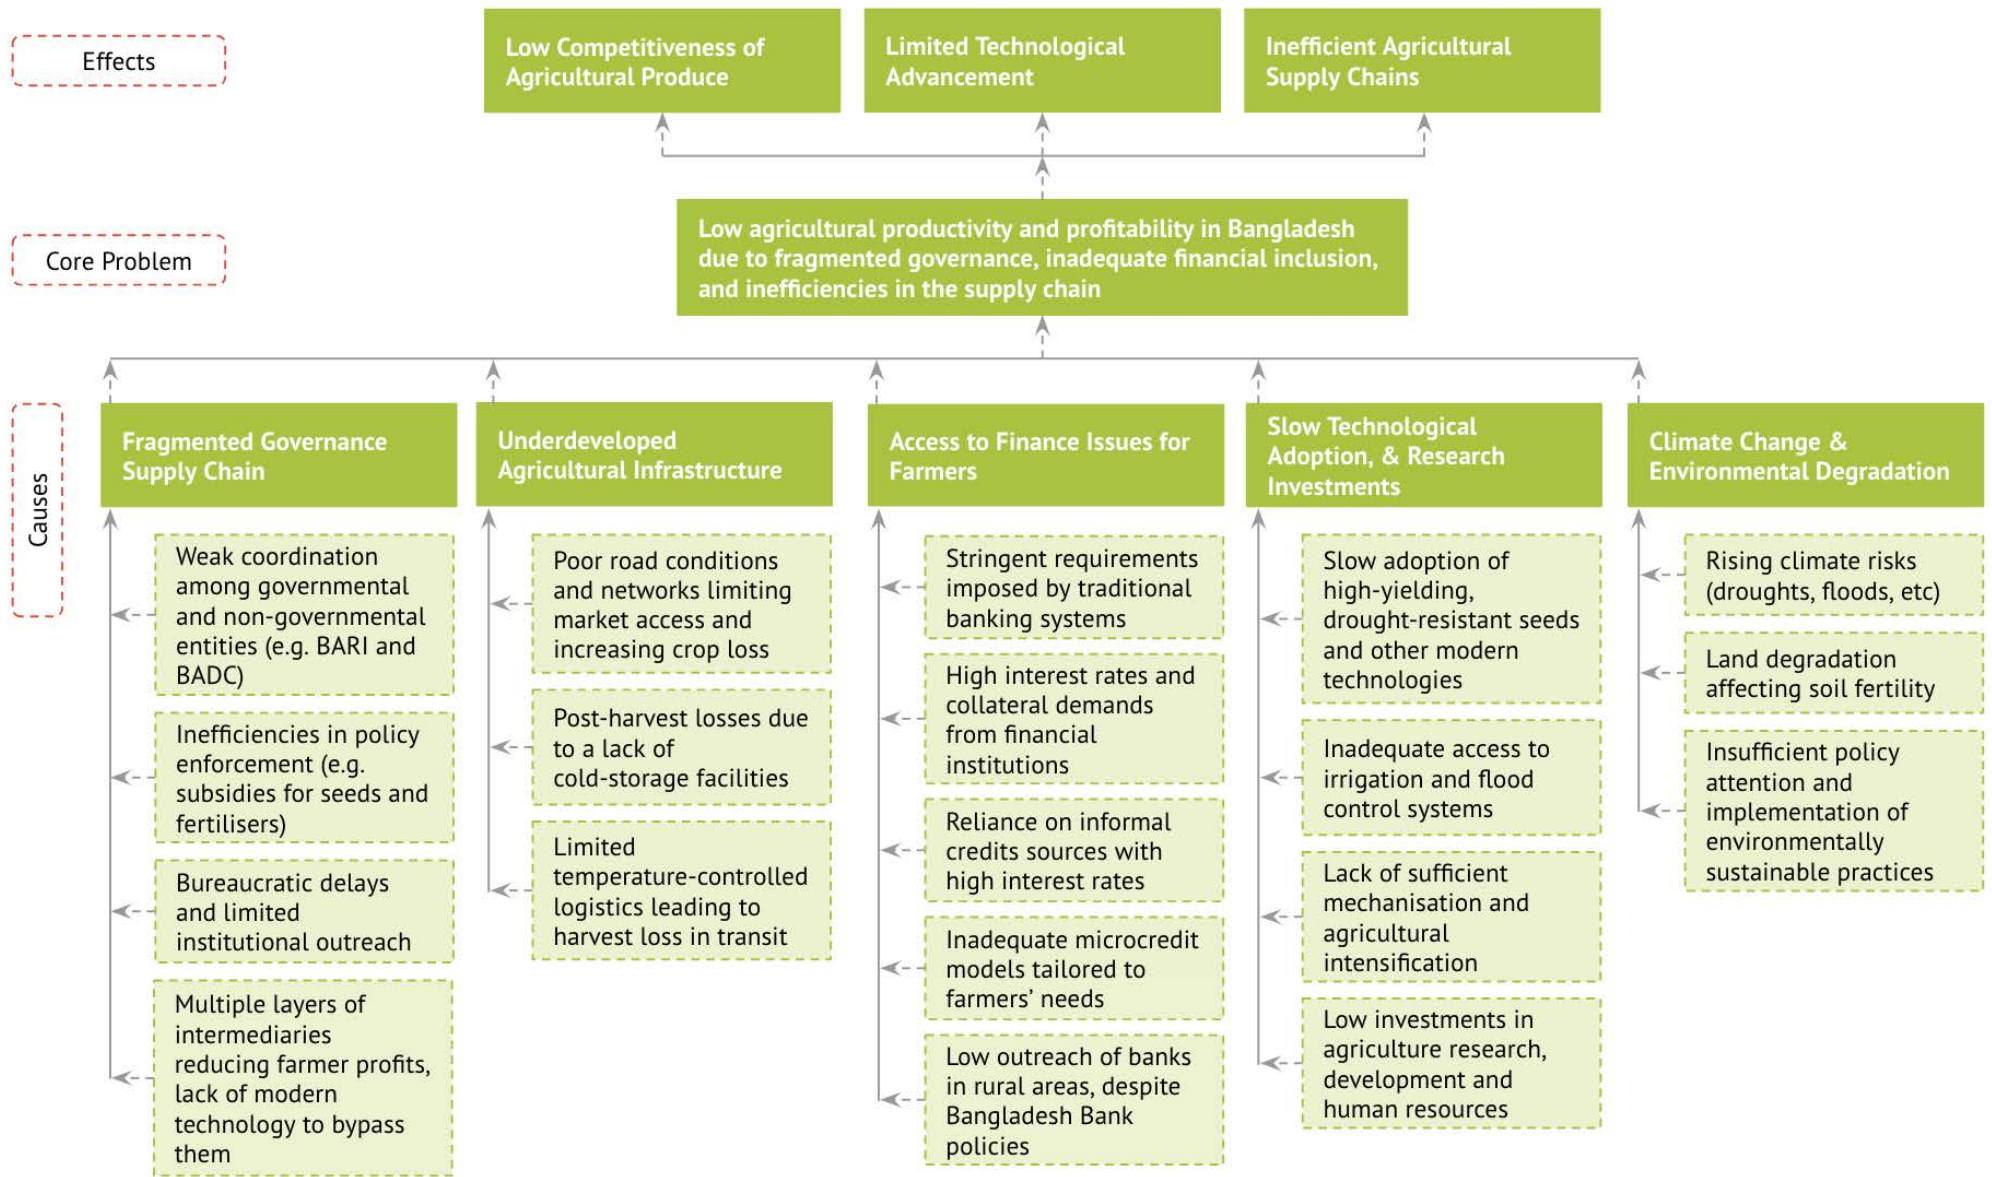 Effects
Low Competitiveness of
Agricultural Produce
Limited Technological
Advancement
Inefficient Agricultural
Supply Chains
Core Problem
Low agricultural productivity and profitability in Bangladesh
due to fragmented governance, inadequate financial inclusion,
and inefficiencies in the supply chain
Causes
Fragmented Governance
Supply Chain
Weak coordination
among governmental
and non-governmental
entities (e.g. BARI and
BADC)
Inefficiencies in policy
enforcement (e.g.
subsidies for seeds and
fertilisers)
Bureaucratic delays
and limited
institutional outreach
Multiple layers of
intermediaries
reducing farmer profits,
lack of modern
technology to bypass
them
Underdeveloped
Agricultural Infrastructure
Poor road conditions
and networks limiting
market access and
increasing crop loss
Post-harvest losses due
to a lack of
cold-storage facilities
Limited
temperature-controlled
logistics leading to
harvest loss in transit
Access to Finance Issues for
Farmers
Stringent requirements
imposed by traditional
banking systems
High interest rates and
collateral demands
from financial
institutions
Reliance on informal
credits sources with
high interest rates
Inadequate microcredit
models tailored to
farmers’ needs
Low outreach of banks
in rural areas, despite
Bangladesh Bank
policies
Slow Technological
Adoption, & Research
Investments
Slow adoption of
high-yielding,
drought-resistant seeds
and other modern
technologies
Inadequate access to
irrigation and flood
control systems
Lack of sufficient
mechanisation and
agricultural
intensification
Low investments in
agriculture research,
development and
human resources
Climate Change &
Environmental Degradation
Rising climate risks
(droughts, floods, etc)
Land degradation
affecting soil fertility
Insufficient policy
attention and
implementation of
environmentally
sustainable practices